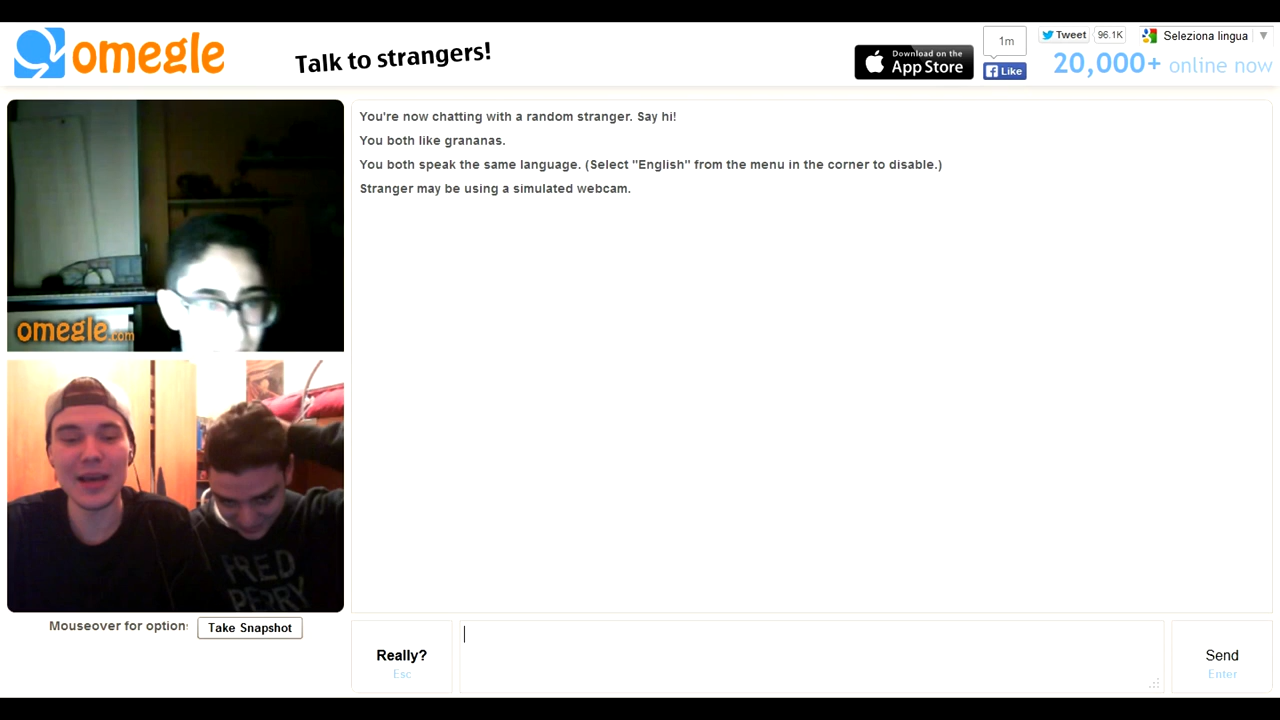 omegle
Talk to strangers!
Download on the
App Store
1m
Like
Tweet
96.1K
Seleziona lingua
20,000+ online now
You're now chatting with a random stranger. Say hi!
You both like grananas.
You both speak the same language. (Select "English" from the menu in the corner to disable.)
Stranger may be using a simulated webcam.
omegle.com
FRED
PERRY
Mouseover for option
Take Snapshot
Really?
Esc
Send
Enter